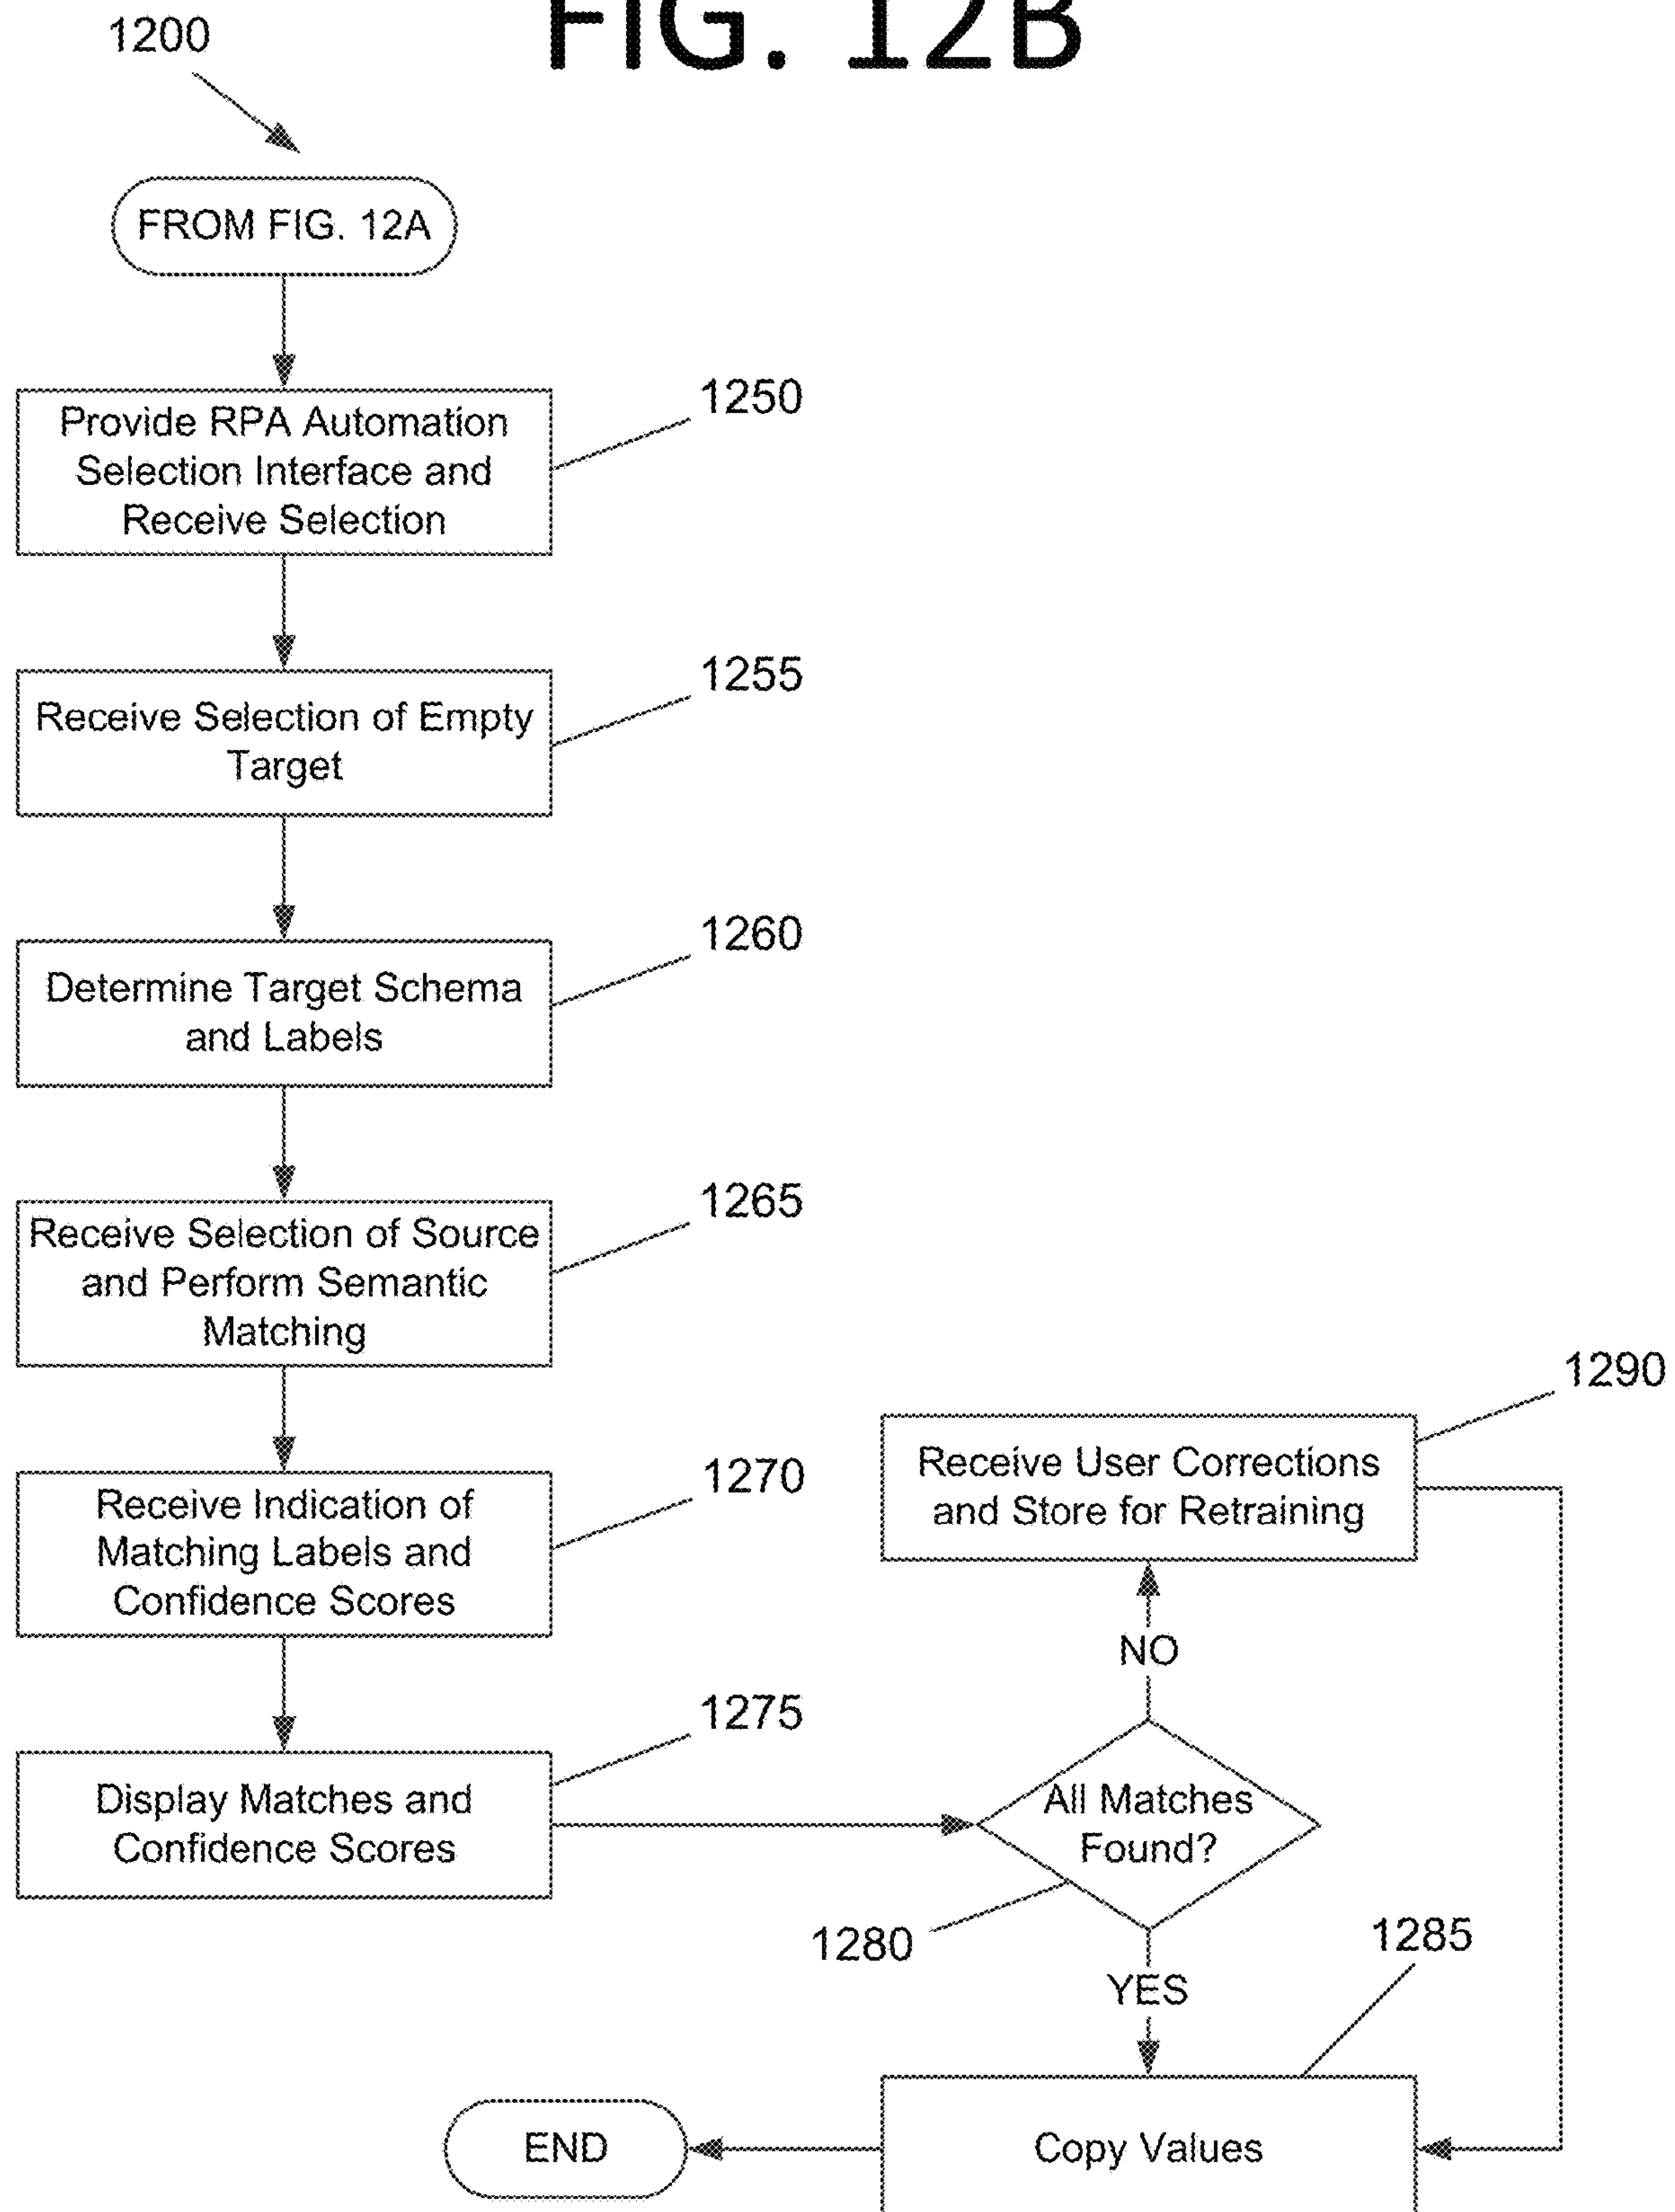 FIG. 12B
1200
FROM FIG. 12A
Provide RPA Automation
Selection Interface and
Receive Selection
1250
Receive Selection of Empty
Target
1255
Determine Target Schema
and Labels
1260
Receive Selection of Source
and Perform Semantic
Matching
1265
Receive Indication of
Matching Labels and
Confidence Scores
1270
Display Matches and
Confidence Scores
1275
1290
Receive User Corrections
and Store for Retraining
NO
All Matches
Found?
1280
YES
1285
Copy Values
END